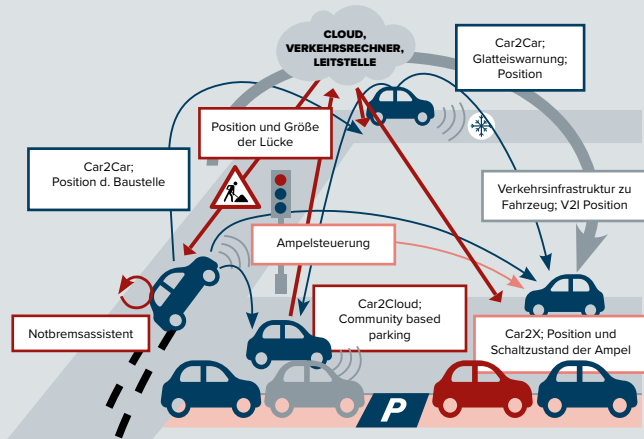 CLOUD,
VERKEHRSRECHNER,
LEITSTELLE
Car2Car;
Glatteiswarnung;
Position
Position und Größe
der Lücke
Car2Car;
Position d. Baustelle
Verkehrsinfrastruktur zu
Fahrzeug; V2I Position
Ampelsteuerung
Car2Cloud;
Community based
parking
Notbremsassistent
Car2X; Position und
Schaltzustand der Ampel
P